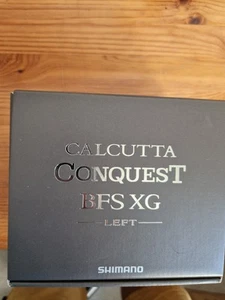 CALCUTTA
CONQUEST
BFS XG
LEFT
SHIMANO